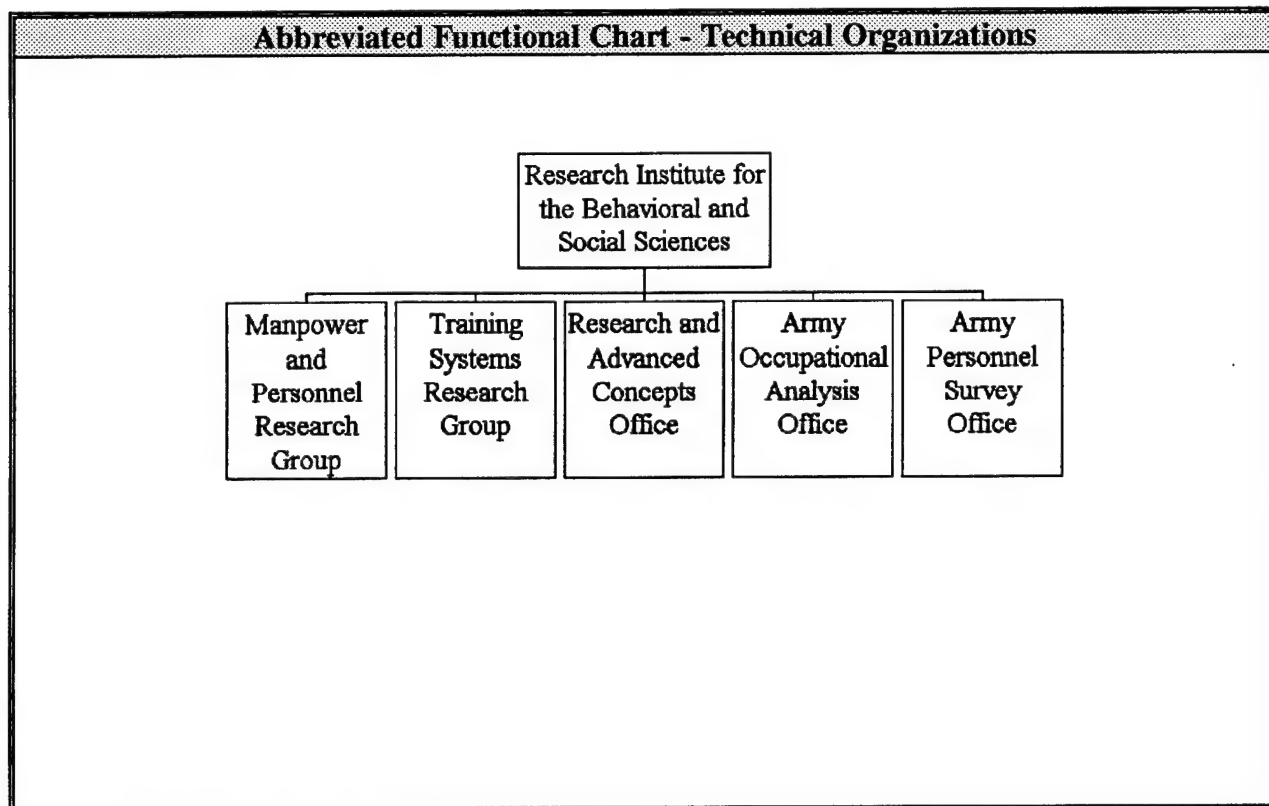 Abbreviated Functional Chart - Technical Organizations
Research Institute for
the Behavioral and
Social Sciences
Manpower
and
Personnel
Research
Group
Training
Systems
Research
Group
Research and
Advanced
Concepts
Office
Army
Occupational
Analysis
Office
Army
Personnel
Survey
Office